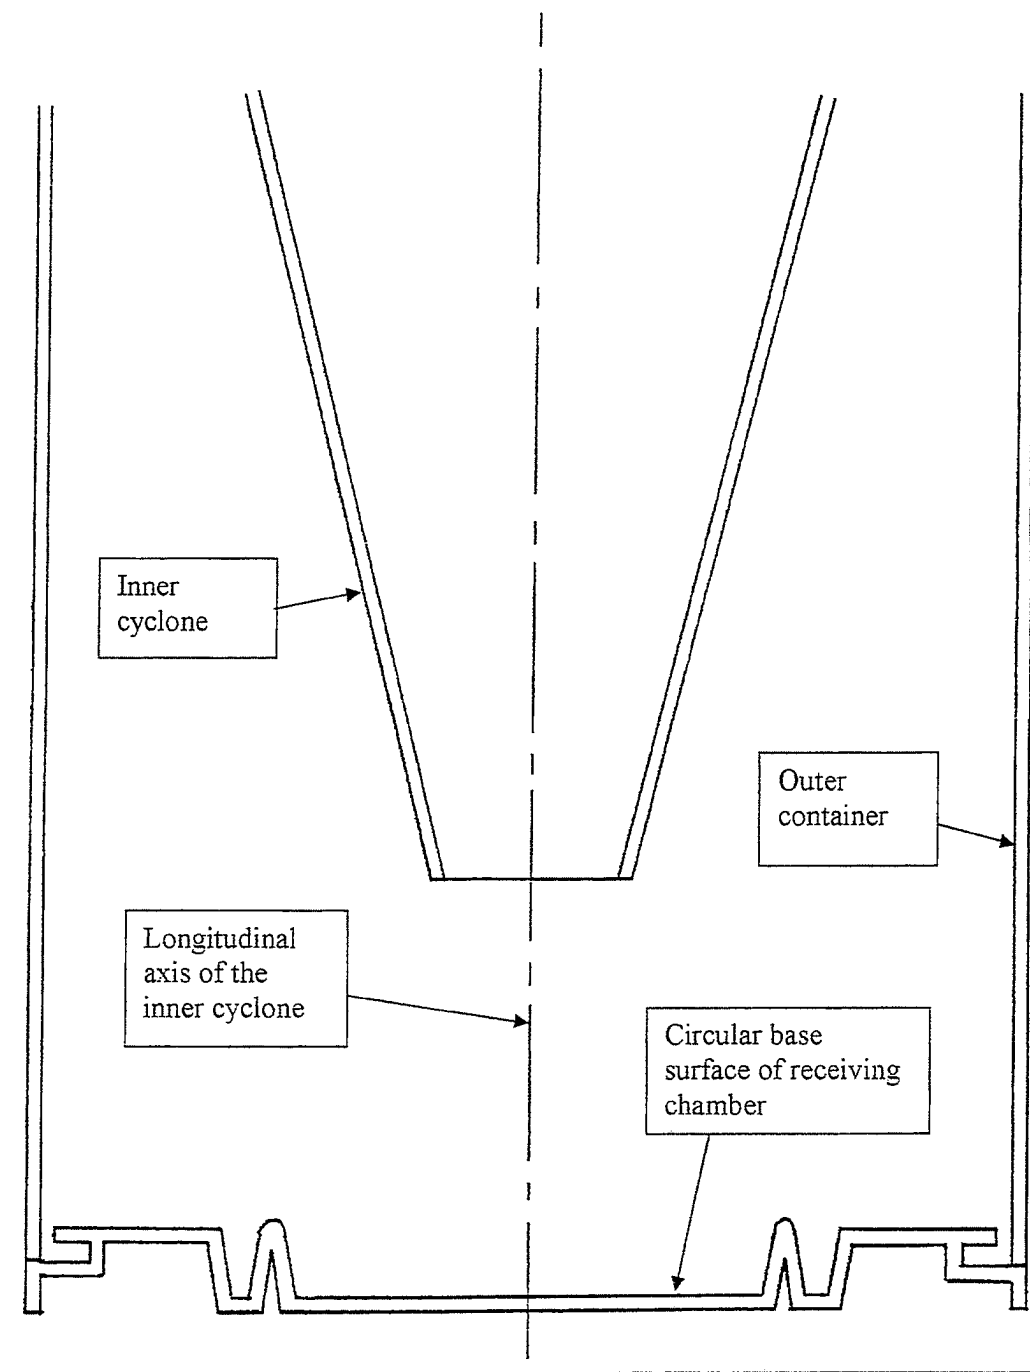 Inner
cyclone
Outer
container
Longitudinal
axis of the
inner cyclone
Circular base
surface of receiving
chamber